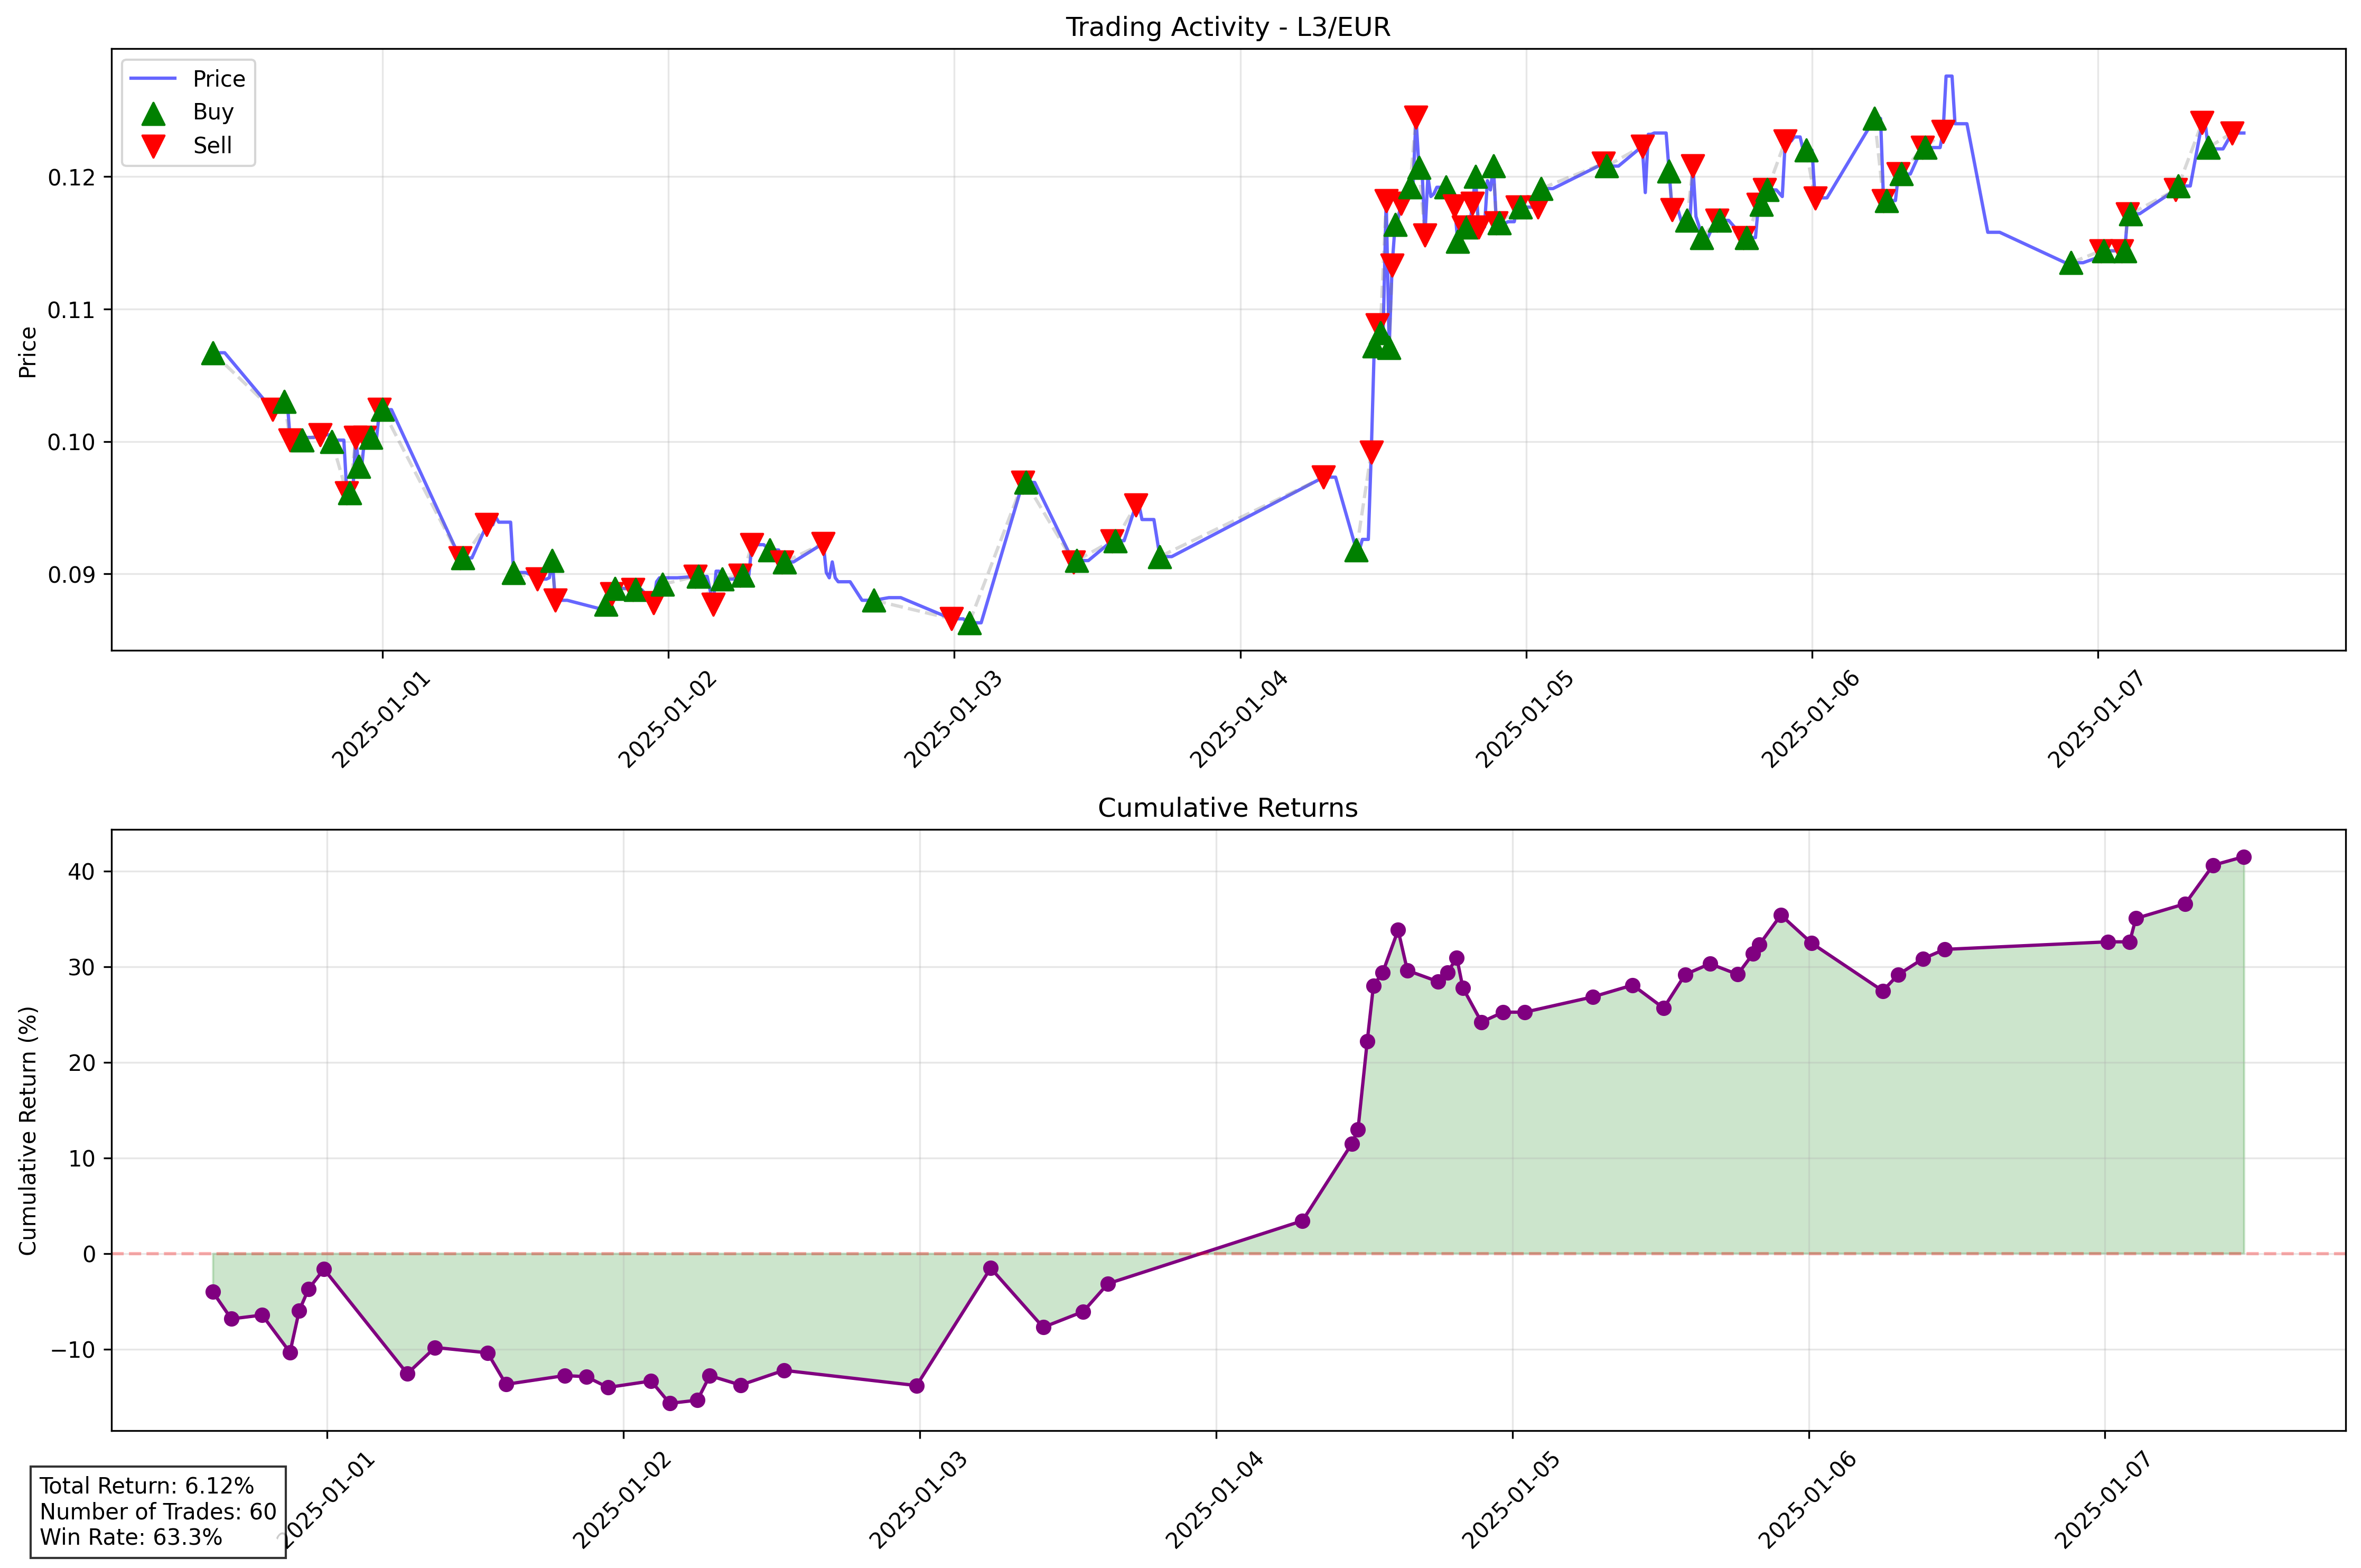 Trading Activity - L3/EUR
Price
Buy
Sell
0.12
0.11
0.10
0.09
Price
2025-01-01
2025-01-02
2025-01-03
2025-01-04
2025-01-05
2025-01-06
2025-01-07
Cumulative Returns
40
30
20
10
0
−10
Cumulative Return (%)
2025-01-01
2025-01-02
2025-01-03
2025-01-04
2025-01-05
2025-01-06
2025-01-07
Total Return: 6.12%
Number of Trades: 60
Win Rate: 63.3%